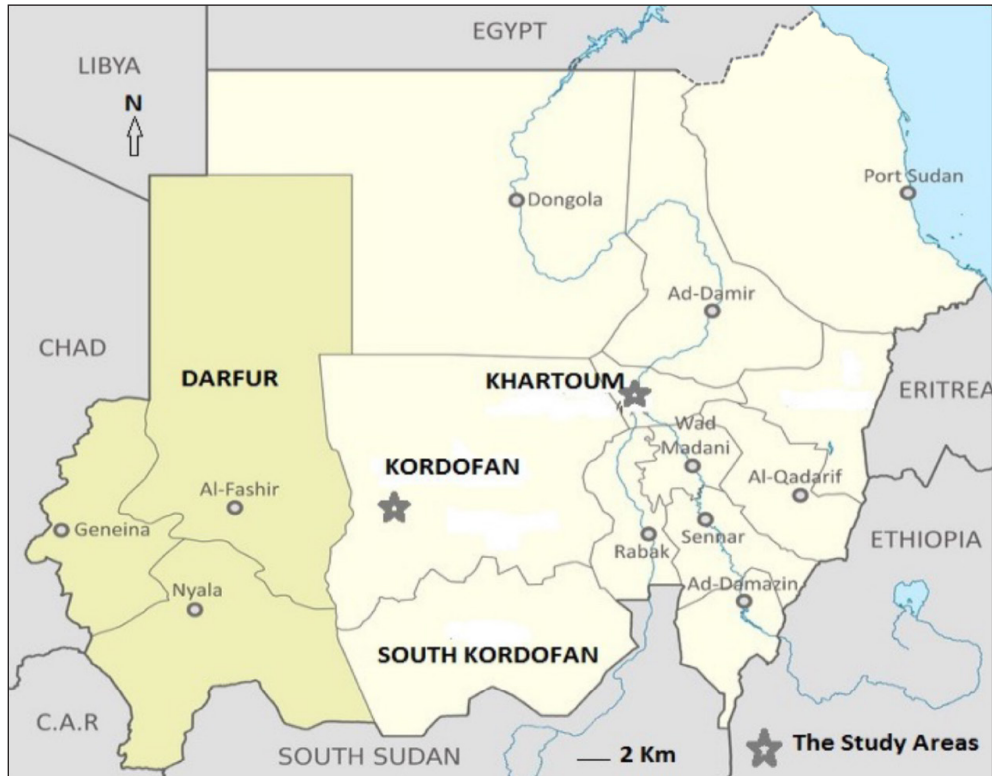 EGYPT
LIBYA
N
Port Sudan
Dongola
Ad-Damir
CHAD
DARFUR
KHARTOUM
ERITREA
Wad
Madani
KORDOFAN
Al-Qadarif
Al-Fashir
Geneina
Sennar
ETHIOPIA
Rabak
Ad-Damazin
Nyala
SOUTH KORDOFAN
C.A.R
SOUTH SUDAN
2 Km
The Study Areas